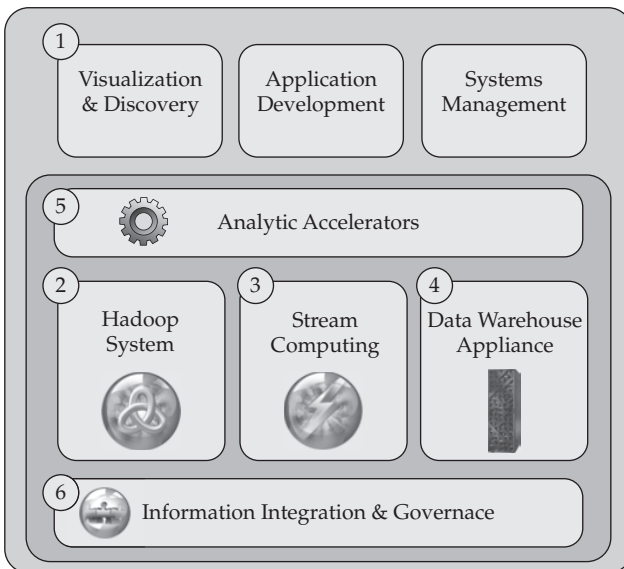 1
Visualization
& Discovery
Application
Development
Systems
Management
5
Analytic Accelerators
2
Hadoop
System
3
Stream
Computing
4
Data Warehouse
Appliance
6
Information Integration & Governace